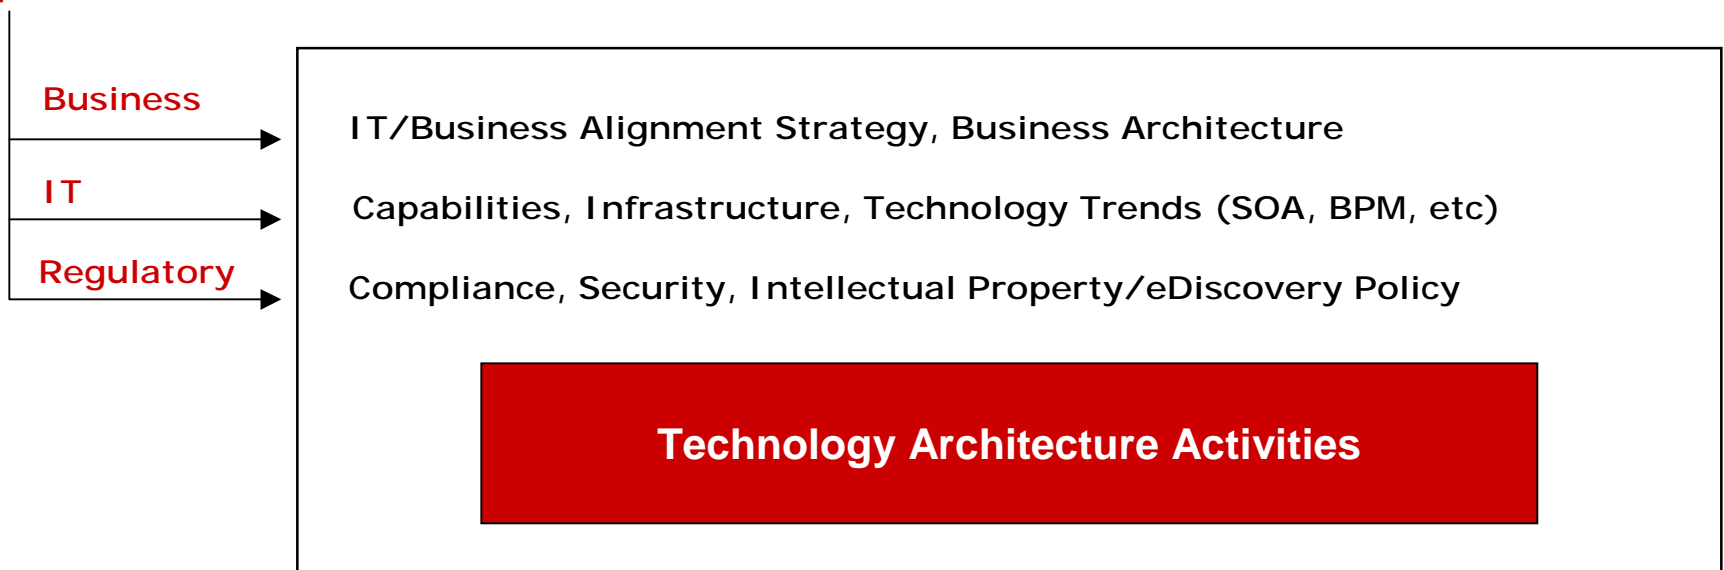 Business
IT/Business Alignment Strategy, Business Architecture
IT
Capabilities, Infrastructure, Technology Trends (SOA, BPM, etc)
Regulatory
Compliance, Security, Intellectual Property/eDiscovery Policy
Technology Architecture Activities